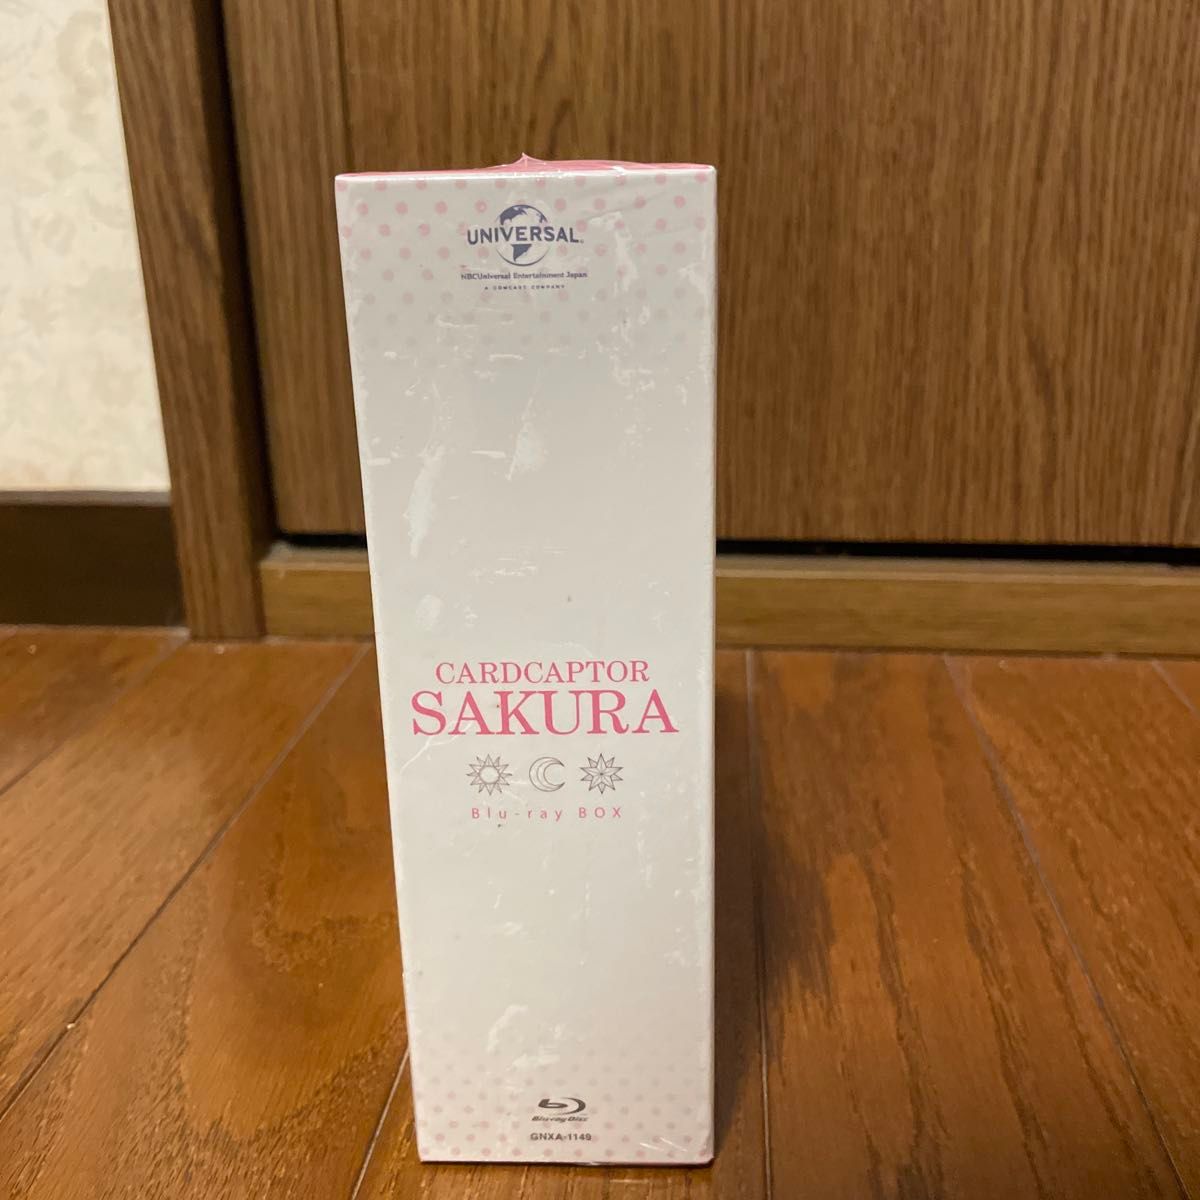 UNIVERSAL
NBCUniversal Entertainment Japan
A COMCAST COMPANY
CARDCAPTOR
SAKURA
Blu-ray BOX
Blu-ray Disc
GNXA-1149